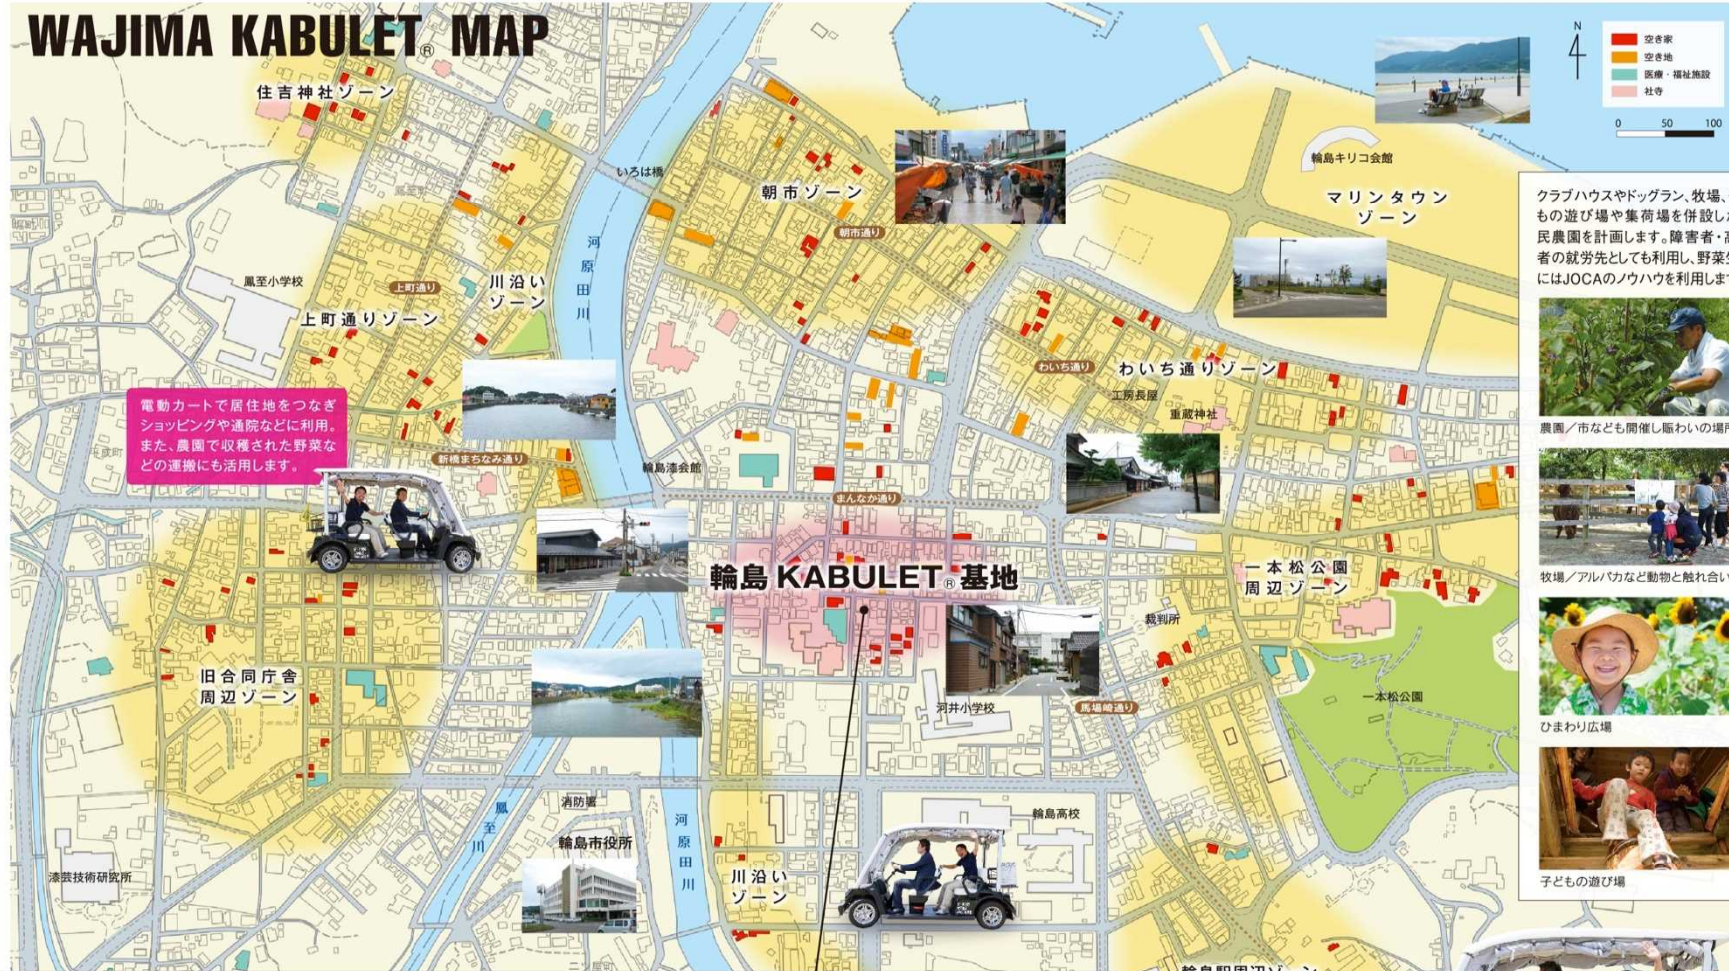 WAJIMA KABULET® MAP
住吉神社ゾーン
N
空き家
空き地
医療・福祉施設
社寺
0 50 100
いろは橋
朝市ゾーン
朝市通り
輪島キリコ会館
マリンタウン
ゾーン
河原田川
鳳至小学校
上町通り
川沿い
ゾーン
上町通りゾーン
わいち通り
わいち通りゾーン
工房長屋
重蔵神社
電動カートで居住地をつなぎ
ショッピングや通院などに利用。
また、農園で収穫された野菜な
どの運搬にも活用します。
新橋まちなみ通り
輪島漆会館
まんなか通り
輪島 KABULET® 基地
一本松公園
周辺ゾーン
裁判所
旧合同庁舎
周辺ゾーン
河井小学校
馬場崎通り
一本松公園
鳳至川
消防署
輪島市役所
河原田川
輪島高校
漆芸技術研究所
川沿い
ゾーン
輪島駅周辺ゾーン
クラブハウスやドッグラン、牧場、
もの遊び場や集荷場を併設し
民農園を計画します。障害者・
者の就労先としても利用し、野菜
にはJOCAのノウハウを利用しま
農園／市なども開催し賑わいの場
牧場／アルパカなど動物と触れ合い
ひまわり広場
子どもの遊び場